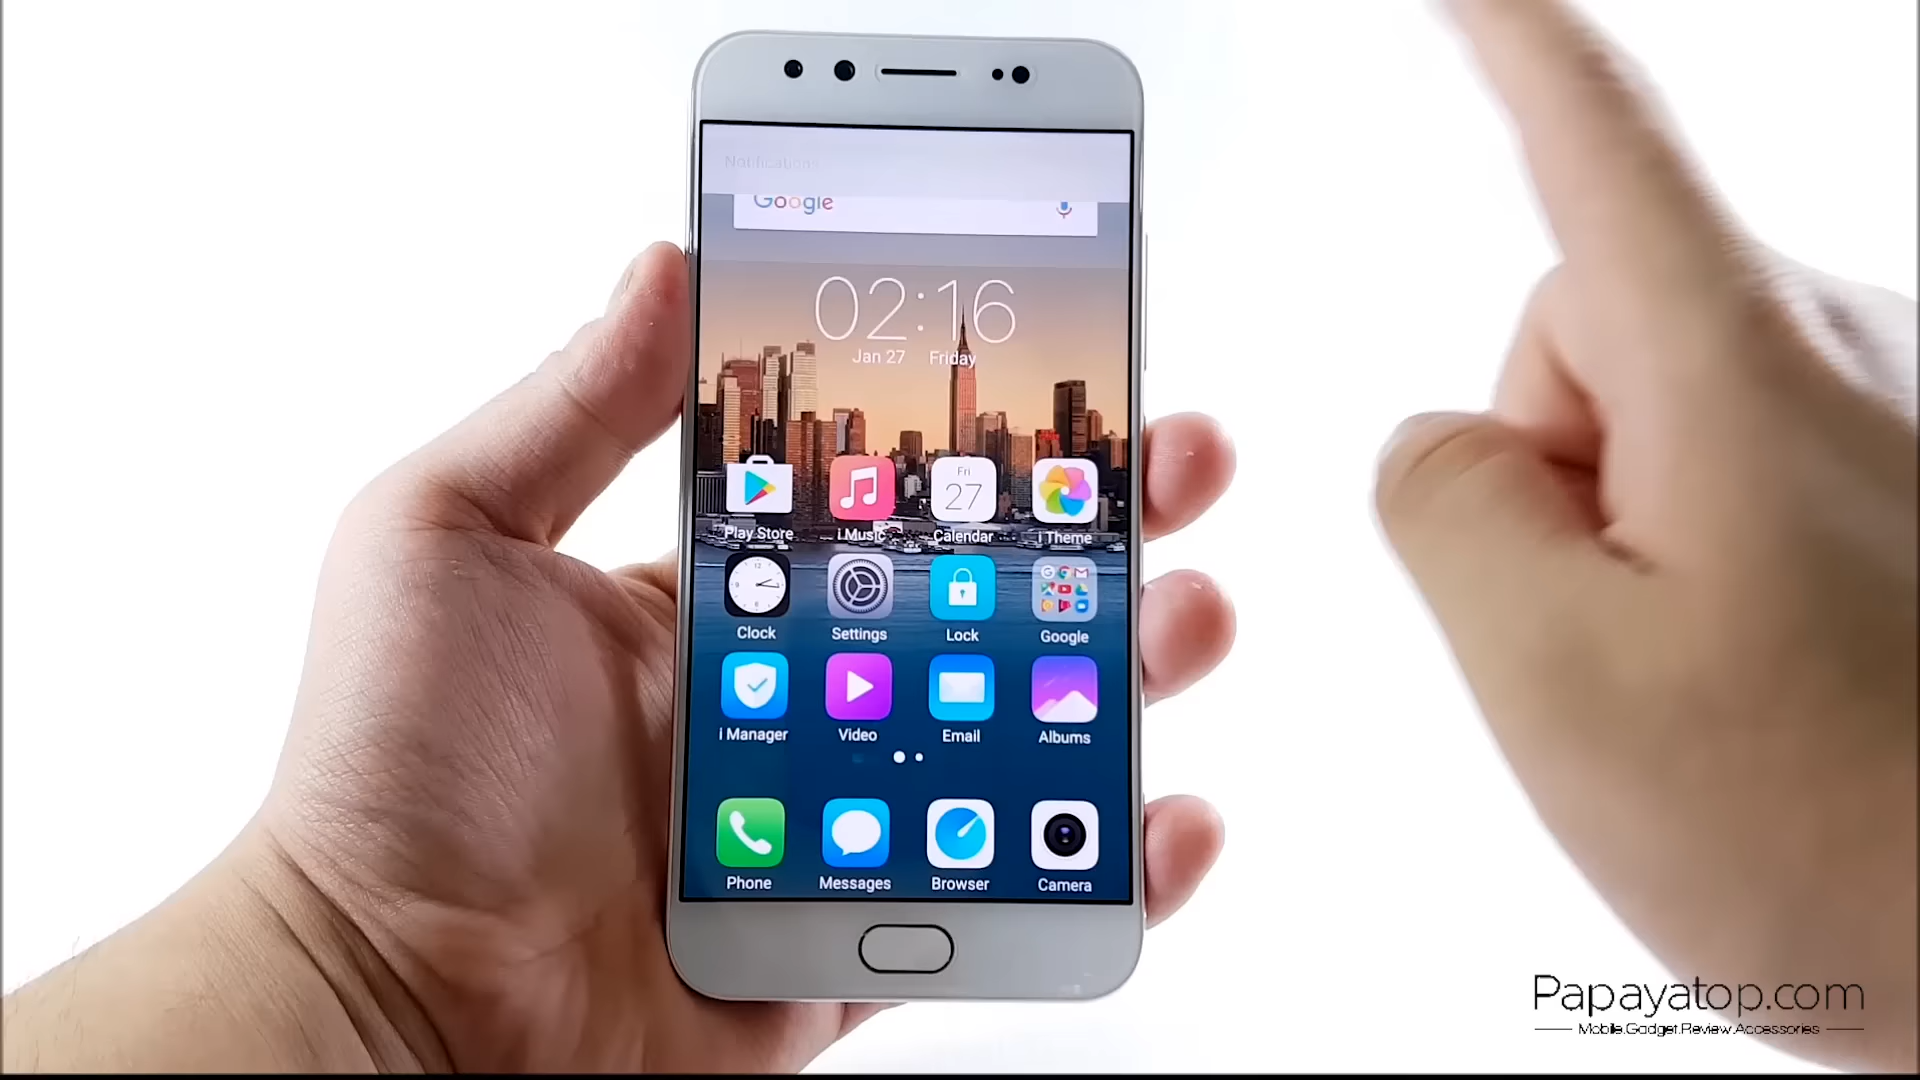 Notifications
Google
02:16
Jan 27 Friday
Fri
27
Play Store
i Music
Calendar
i Theme
Clock
Settings
Lock
Google
i Manager
Video
Email
Albums
Phone
Messages
Browser
Camera
Papayatop.com
Mobile.Gadget.Review.Accessories